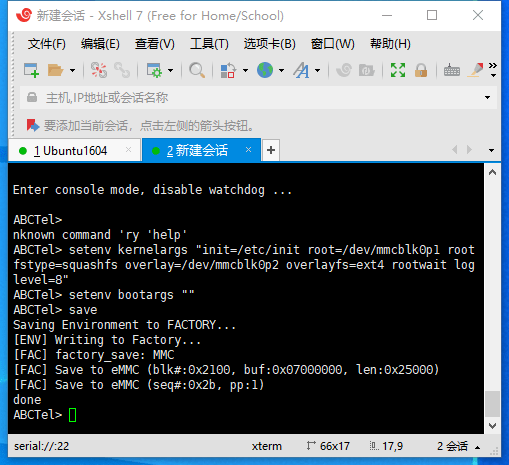 新建会话 - Xshell 7 (Free for Home/School)
文件(F) 编辑(E) 查看(V) 工具(T) 选项卡(B) 窗口(W) 帮助(H)
主机,IP地址或会话名称
要添加当前会话，点击左侧的箭头按钮。
1 Ubuntu1604 × 2 新建会话 × +
Enter console mode, disable watchdog ...
ABCTel>
nknown command 'ry 'help'
ABCTel> setenv kernelargs "init=/etc/init root=/dev/mmcblk0p1 root
fstype=squashfs overlay=/dev/mmcblk0p2 overlayfs=ext4 rootwait log
level=8"
ABCTel> setenv bootargs ""
ABCTel> save
Saving Environment to FACTORY...
[ENV] Writing to Factory...
[FAC] factory_save: MMC
[FAC] Save to eMMC (blk#:0x2100, buf:0x07000000, len:0x25000)
[FAC] Save to eMMC (seq#:0x2b, pp:1)
done
ABCTel>
serial://:22 xterm 66x17 17,9 2 会话